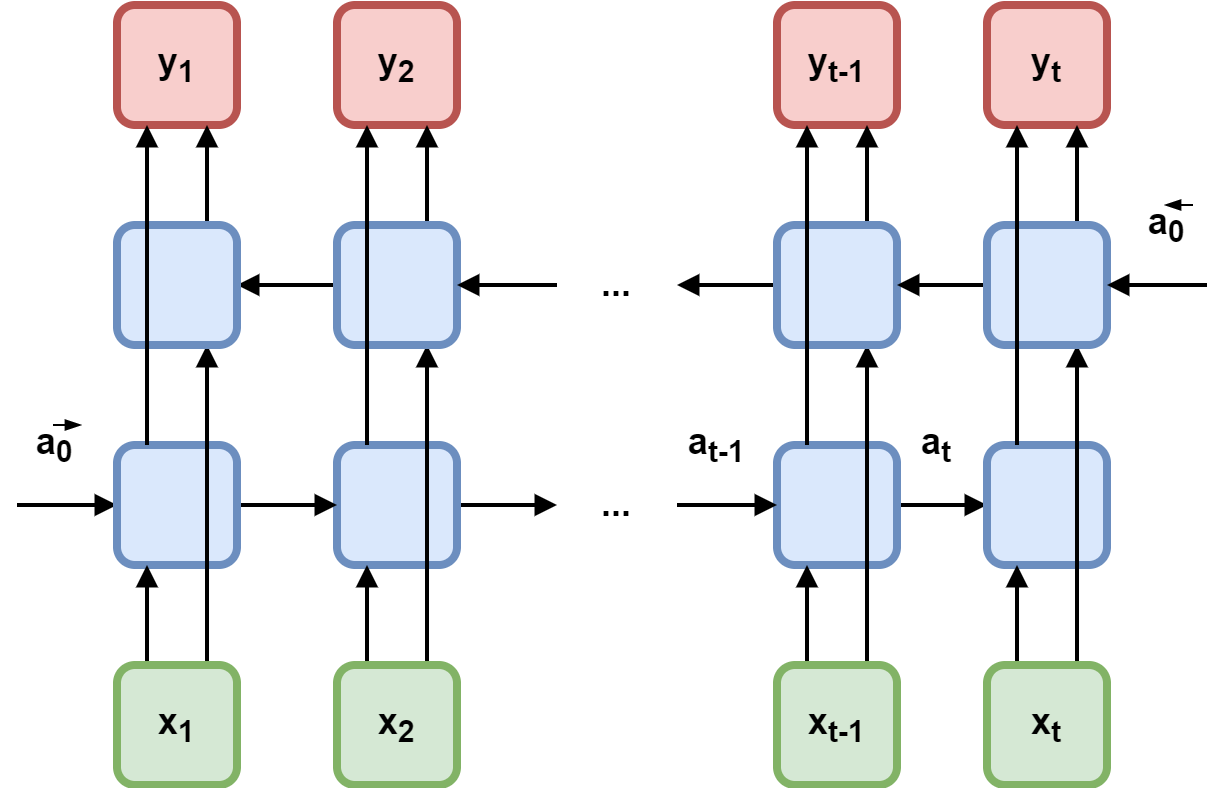 y1 y2 yt-1 yt
a0
...
a0
at-1 at
...
x1 x2 xt-1 xt